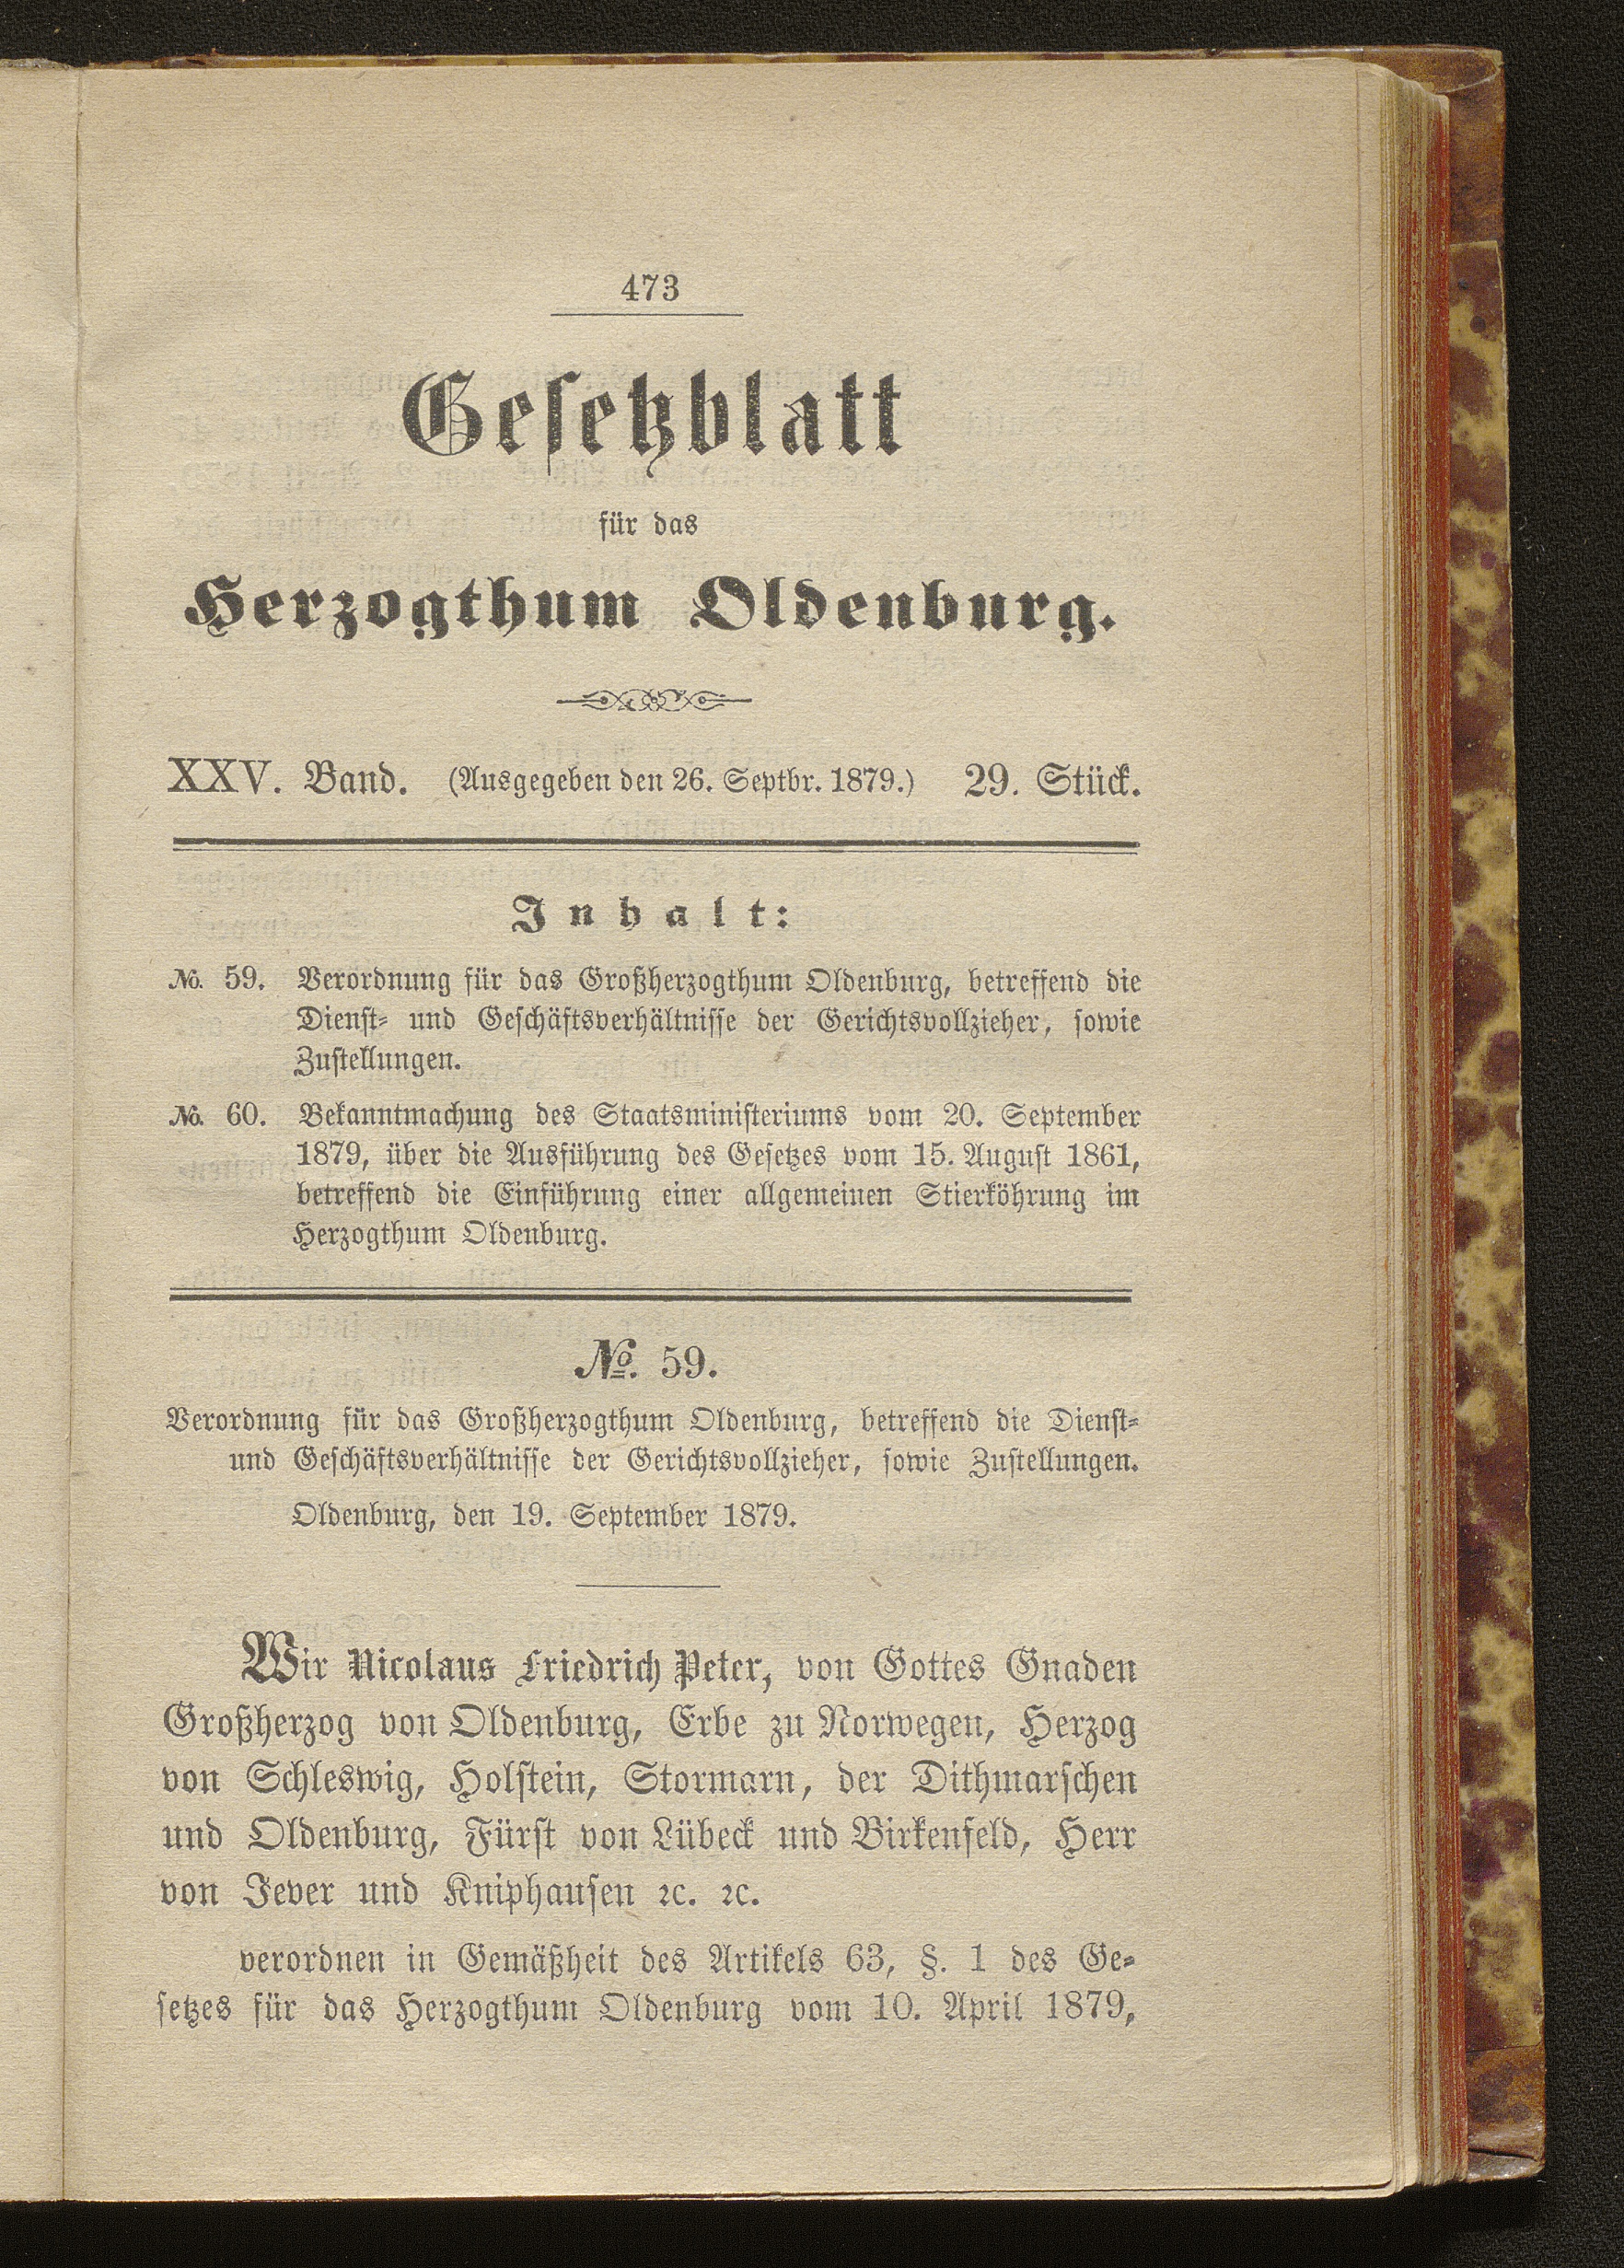 473
Gesetzblatt
für das
Herzogthum Oldenburg.
XXV. Band. (Ausgegeben den 26. Septbr. 1879.) 29. Stück.
Inhalt:
№. 59. Verordnung für das Großherzogthum Oldenburg, betreffend die
Dienst- und Geschäftsverhältnisse der Gerichtsvollzieher, sowie
Zustellungen.
№. 60. Bekanntmachung des Staatsministeriums vom 20. September
1879, über die Ausführung des Gesetzes vom 15. August 1861,
betreffend die Einführung einer allgemeinen Stierköhrung im
Herzogthum Oldenburg.
№. 59.
Verordnung für das Großherzogthum Oldenburg, betreffend die Dienst-
und Geschäftsverhältnisse der Gerichtsvollzieher, sowie Zustellungen.
Oldenburg, den 19. September 1879.
Wir Nicolaus Friedrich Peter, von Gottes Gnaden
Großherzog von Oldenburg, Erbe zu Norwegen, Herzog
von Schleswig, Holstein, Stormarn, der Dithmarschen
und Oldenburg, Fürst von Lübeck und Birkenfeld, Herr
von Jever und Kniphausen ꝛc. ꝛc.
verordnen in Gemäßheit des Artikels 63, §. 1 des Ge-
setzes für das Herzogthum Oldenburg vom 10. April 1879,